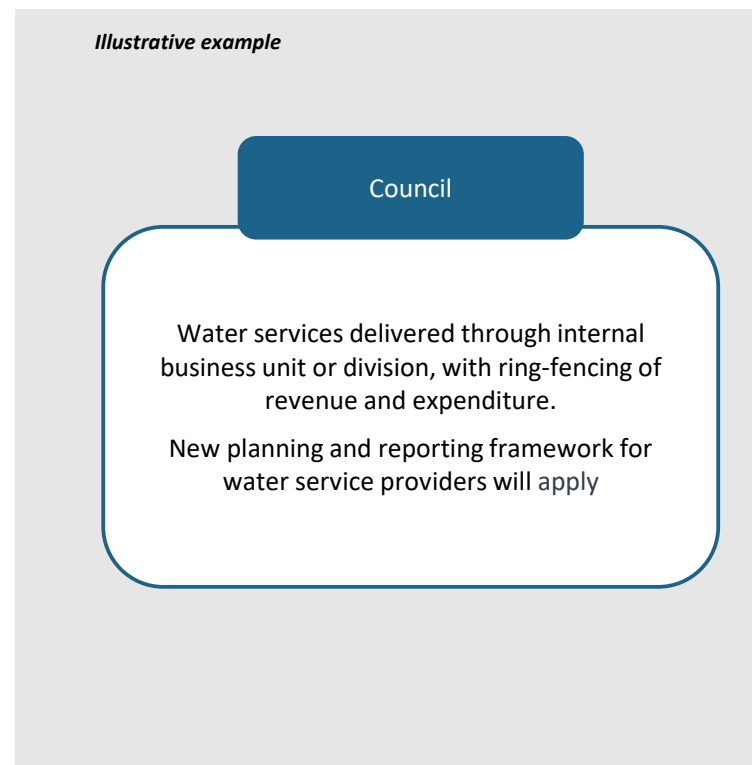 Illustrative example
Council
Water services delivered through internal
business unit or division, with ring-fencing of
revenue and expenditure.
New planning and reporting framework for
water service providers will apply